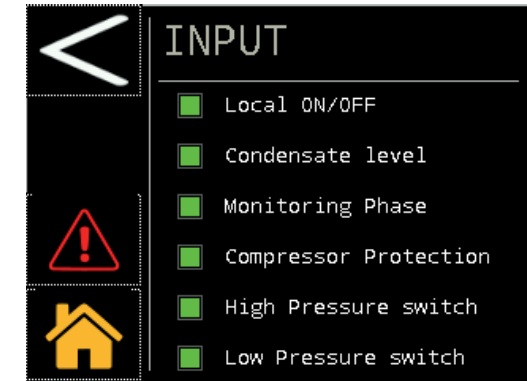 INPUT
Local ON/OFF
Condensate level
Monitoring Phase
Compressor Protection
High Pressure switch
Low Pressure switch